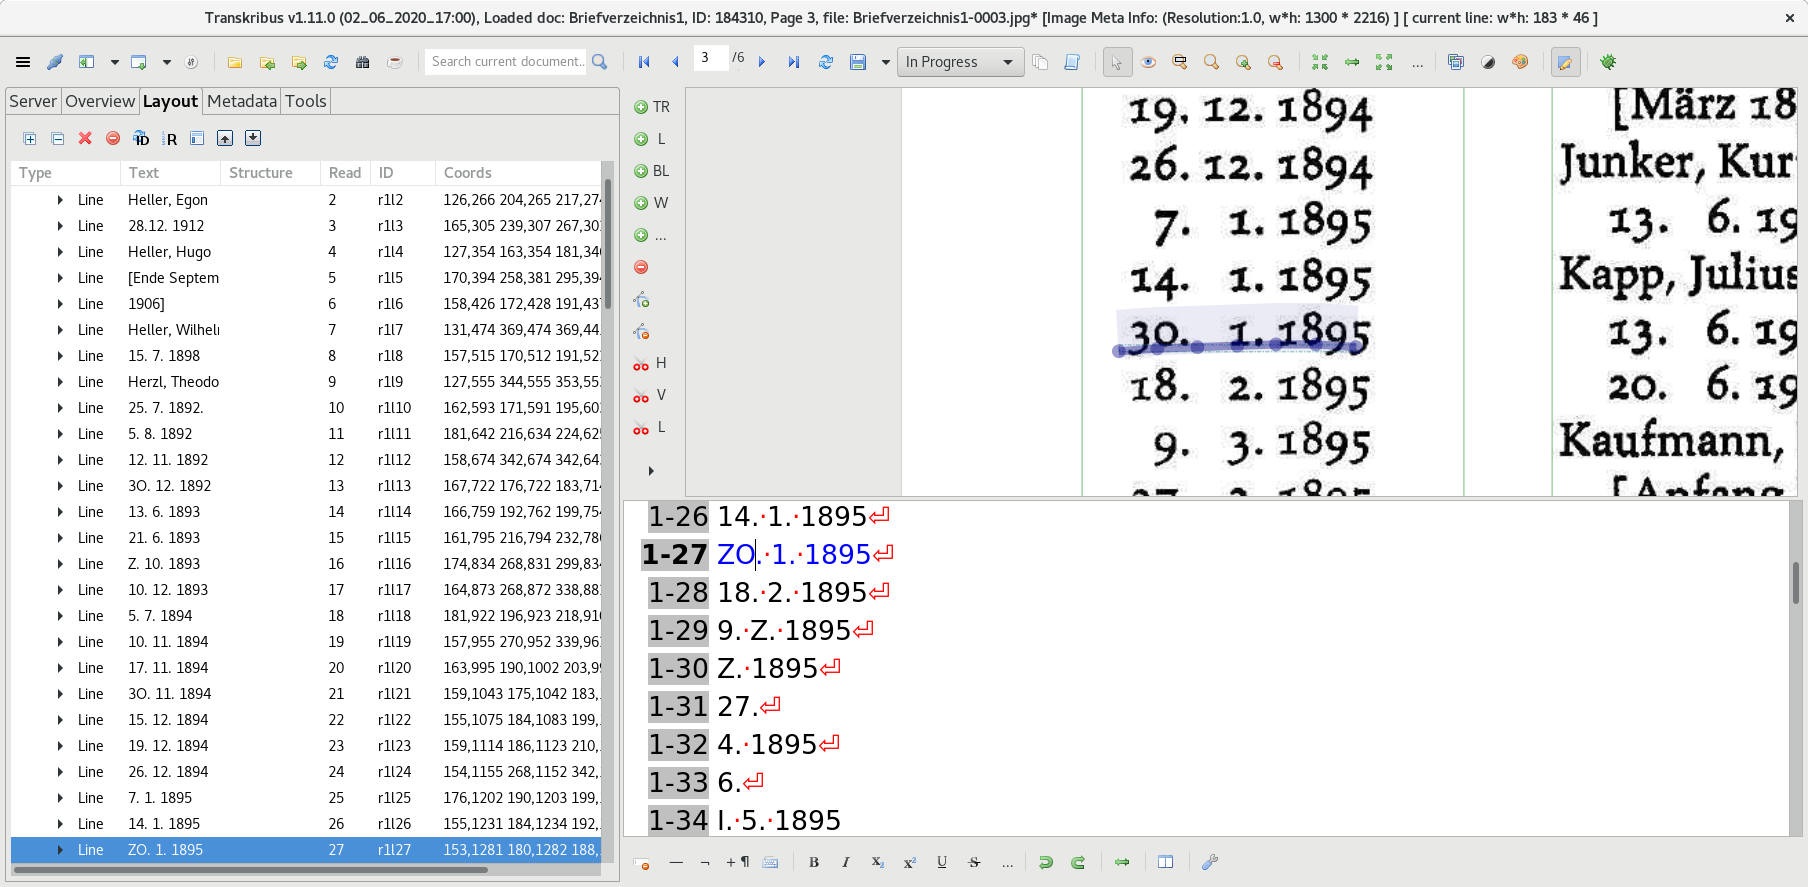 Transkribus v1.11.0 (02_06_2020_17:00), Loaded doc: Briefverzeichnis1, ID: 184310, Page 3, file: Briefverzeichnis1-0003.jpg* [Image Meta Info: (Resolution:1.0, w*h: 1300 * 2216) ] [ current line: w*h: 183 * 46 ]
Search current document... 3 /6 In Progress ...
Server Overview Layout Metadata Tools
ID R
Type Text Structure Read ID Coords
Line Heller, Egon 2 r1l2 126,266 204,265 217,274
Line 28.12. 1912 3 r1l3 165,305 239,307 267,30
Line Heller, Hugo 4 r1l4 127,354 163,354 181,34
Line [Ende Septem 5 r1l5 170,394 258,381 295,394
Line 1906] 6 r1l6 158,426 172,428 191,43
Line Heller, Wilhel 7 r1l7 131,474 369,474 369,44
Line 15. 7. 1898 8 r1l8 157,515 170,512 191,52
Line Herzl, Theodo 9 r1l9 127,555 344,555 353,55
Line 25. 7. 1892. 10 r1l10 162,593 171,591 195,60
Line 5. 8. 1892 11 r1l11 181,642 216,634 224,625
Line 12. 11. 1892 12 r1l12 158,674 342,674 342,64
Line 3O. 12. 1892 13 r1l13 167,722 176,722 183,71
Line 13. 6. 1893 14 r1l14 166,759 192,762 199,75
Line 21. 6. 1893 15 r1l15 161,795 216,794 232,78
Line Z. 10. 1893 16 r1l16 174,834 268,831 299,83
Line 10. 12. 1893 17 r1l17 164,873 268,872 338,88
Line 5. 7. 1894 18 r1l18 181,922 196,923 218,91
Line 10. 11. 1894 19 r1l19 157,955 270,952 339,96
Line 17. 11. 1894 20 r1l20 163,995 190,1002 203,9
Line 3O. 11. 1894 21 r1l21 159,1043 175,1042 183,
Line 15. 12. 1894 22 r1l22 155,1075 184,1083 199,
Line 19. 12. 1894 23 r1l23 159,1114 186,1123 210,
Line 26. 12. 1894 24 r1l24 154,1155 268,1152 342,
Line 7. 1. 1895 25 r1l25 176,1202 190,1203 199,
Line 14. 1. 1895 26 r1l26 155,1231 184,1234 192,
Line ZO. 1. 1895 27 r1l27 153,1281 180,1282 188,
TR
L
BL
W
...
H
V
L
19. 12. 1894
26. 12. 1894
7. 1. 1895
14. 1. 1895
30. 1. 1895
18. 2. 1895
9. 3. 1895
[März 18
Junker, Kur
13. 6. 19
Kapp, Julius
13. 6. 19
20. 6. 19
Kaufmann,
[Anfang
1-26 14.·1.·1895⏎
1-27 ZO.·1.·1895⏎
1-28 18.·2.·1895⏎
1-29 9.·Z.·1895⏎
1-30 Z.·1895⏎
1-31 27.⏎
1-32 4.·1895⏎
1-33 6.⏎
1-34 I.·5.·1895
— ¬ +¶ B I X₂ x² U S ...